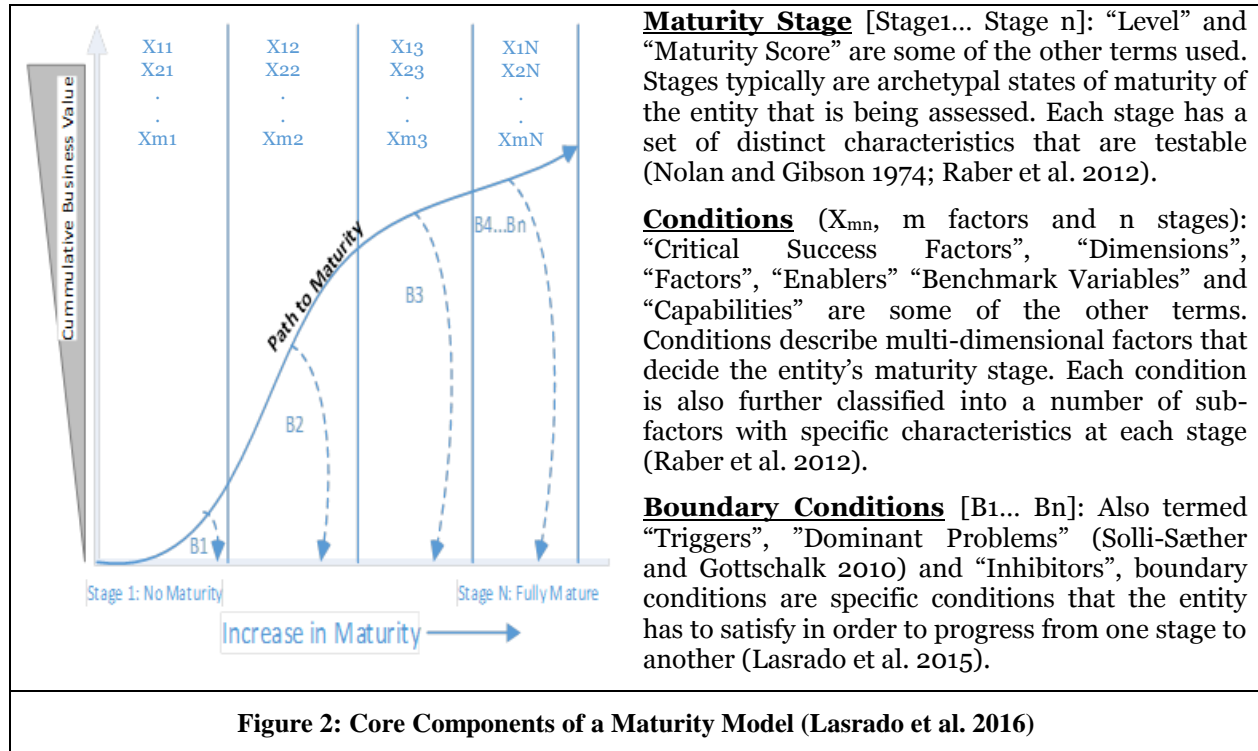 Cummulative Business Value
X11
X21
.
.
Xm1
X12
X22
.
.
Xm2
X13
X23
.
.
Xm3
X1N
X2N
.
.
XmN
Path to Maturity
B1
B2
B3
B4...Bn
Stage 1: No Maturity
Stage N: Fully Mature
Increase in Maturity
Maturity Stage [Stage1... Stage n]: “Level” and
“Maturity Score” are some of the other terms used.
Stages typically are archetypal states of maturity of
the entity that is being assessed. Each stage has a
set of distinct characteristics that are testable
(Nolan and Gibson 1974; Raber et al. 2012).
Conditions (Xmn, m factors and n stages):
“Critical Success Factors”, “Dimensions”,
“Factors”, “Enablers” “Benchmark Variables” and
“Capabilities” are some of the other terms.
Conditions describe multi-dimensional factors that
decide the entity’s maturity stage. Each condition
is also further classified into a number of sub-
factors with specific characteristics at each stage
(Raber et al. 2012).
Boundary Conditions [B1... Bn]: Also termed
“Triggers”, ”Dominant Problems” (Solli-Sæther
and Gottschalk 2010) and “Inhibitors”, boundary
conditions are specific conditions that the entity
has to satisfy in order to progress from one stage to
another (Lasrado et al. 2015).
Figure 2: Core Components of a Maturity Model (Lasrado et al. 2016)